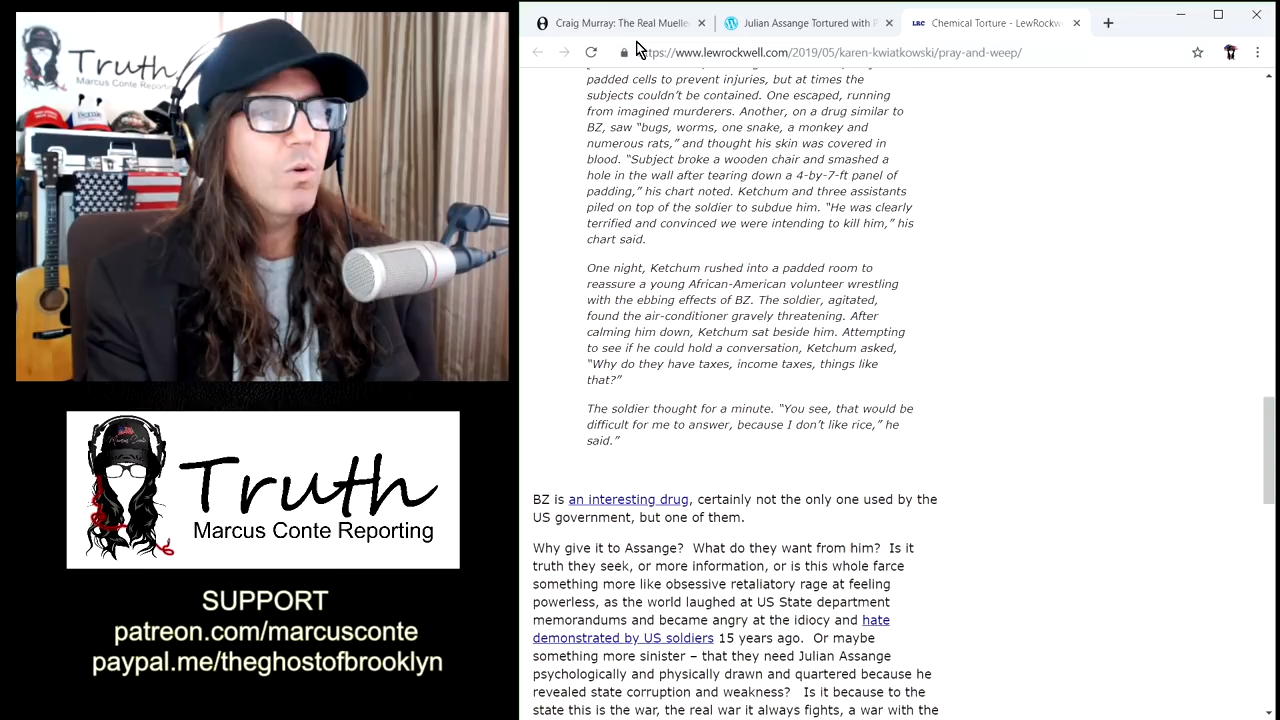 Truth
Marcus Conte Reporting
Truth
Marcus Conte Reporting
SUPPORT
patreon.com/marcusconte
paypal.me/theghostofbrooklyn
Craig Murray: The Real Muelle
Julian Assange Tortured with P
LRC Chemical Torture - LewRockw
https://www.lewrockwell.com/2019/05/karen-kwiatkowski/pray-and-weep/
padded cells to prevent injuries, but at times the
subjects couldn’t be contained. One escaped, running
from imagined murderers. Another, on a drug similar to
BZ, saw “bugs, worms, one snake, a monkey and
numerous rats,” and thought his skin was covered in
blood. “Subject broke a wooden chair and smashed a
hole in the wall after tearing down a 4-by-7-ft panel of
padding,” his chart noted. Ketchum and three assistants
piled on top of the soldier to subdue him. “He was clearly
terrified and convinced we were intending to kill him,” his
chart said.
One night, Ketchum rushed into a padded room to
reassure a young African-American volunteer wrestling
with the ebbing effects of BZ. The soldier, agitated,
found the air-conditioner gravely threatening. After
calming him down, Ketchum sat beside him. Attempting
to see if he could hold a conversation, Ketchum asked,
“Why do they have taxes, income taxes, things like
that?”
The soldier thought for a minute. “You see, that would be
difficult for me to answer, because I don’t like rice,” he
said.”
BZ is an interesting drug, certainly not the only one used by the
US government, but one of them.
Why give it to Assange?  What do they want from him?  Is it
truth they seek, or more information, or is this whole farce
something more like obsessive retaliatory rage at feeling
powerless, as the world laughed at US State department
memorandums and became angry at the idiocy and hate
demonstrated by US soldiers 15 years ago.  Or maybe
something more sinister – that they need Julian Assange
psychologically and physically drawn and quartered because he
revealed state corruption and weakness?   Is it because to the
state this is the war, the real war it always fights, a war with the